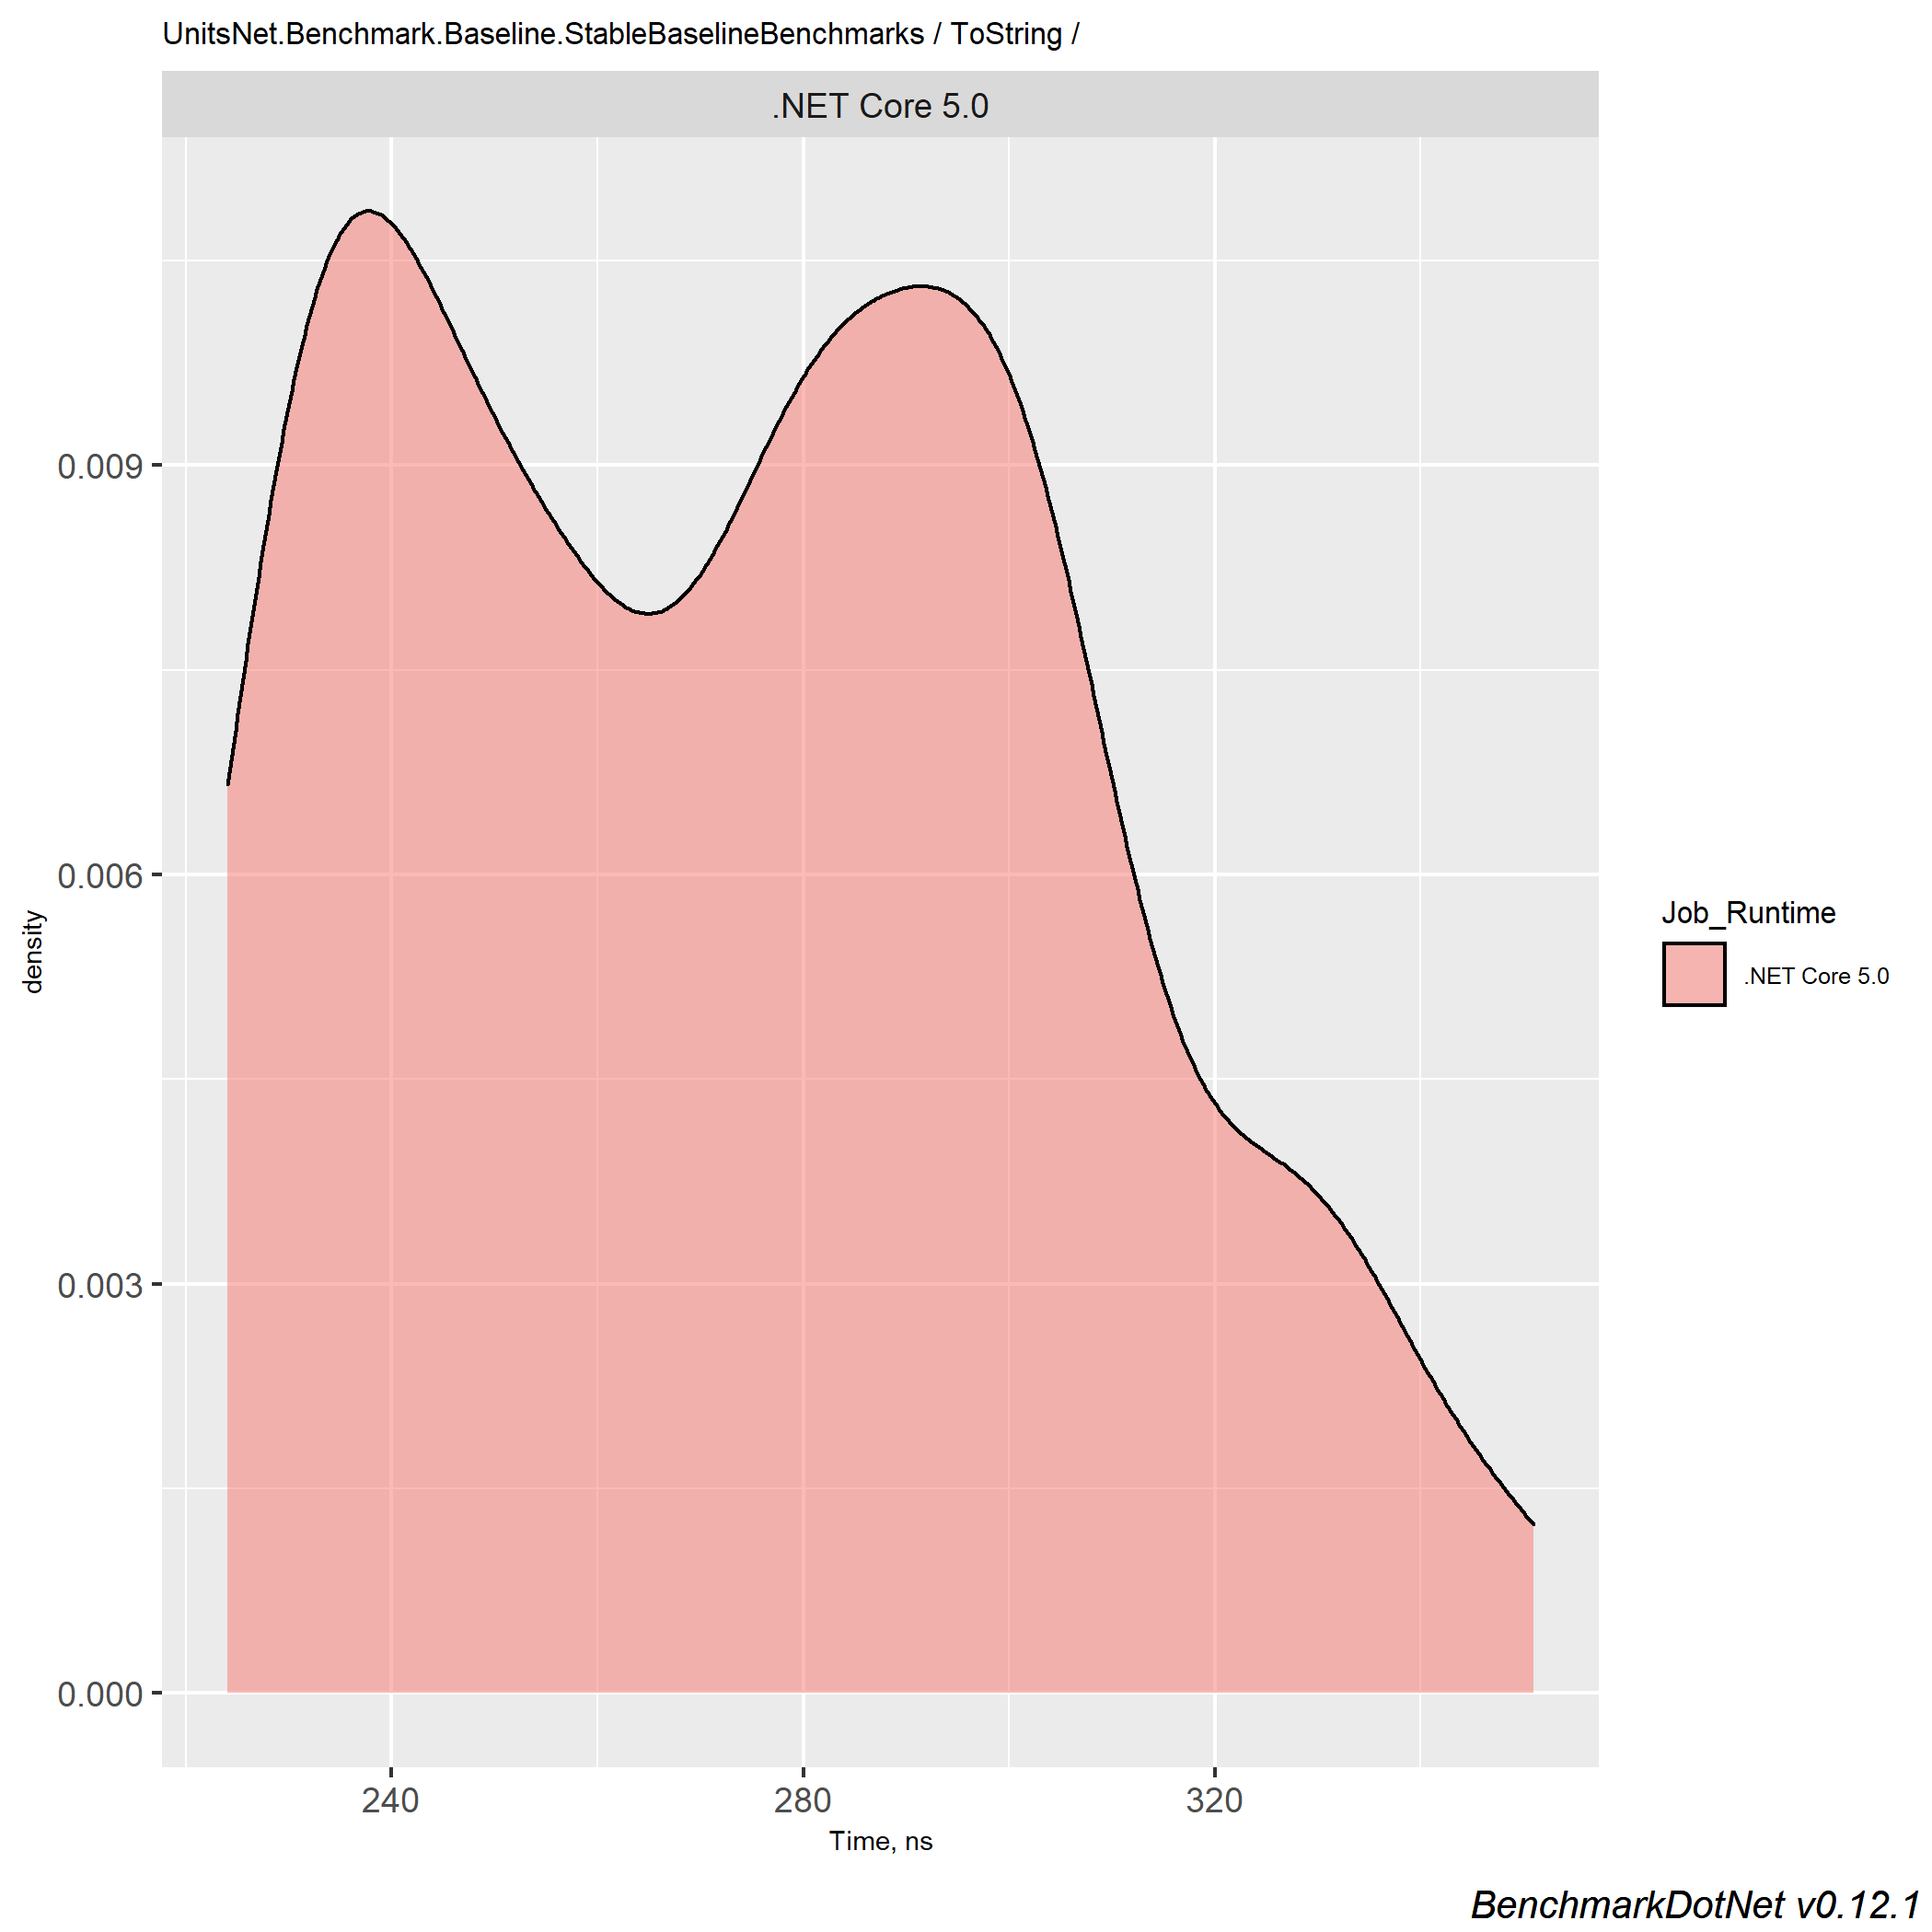 UnitsNet.Benchmark.Baseline.StableBaselineBenchmarks / ToString /
.NET Core 5.0
0.009
0.006
0.003
0.000
density
240 280 320
Time, ns
Job_Runtime
.NET Core 5.0
BenchmarkDotNet v0.12.1